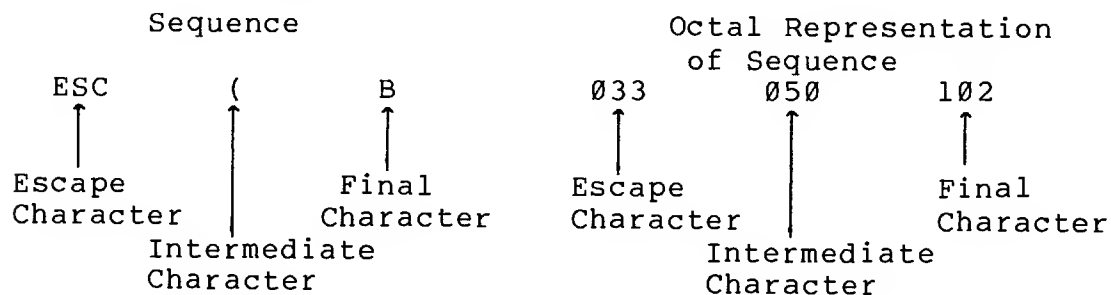 Sequence
ESC ( B
Escape
Character
Final
Character
Intermediate
Character
Octal Representation
of Sequence
Ø33 Ø5Ø 1Ø2
Escape
Character
Final
Character
Intermediate
Character